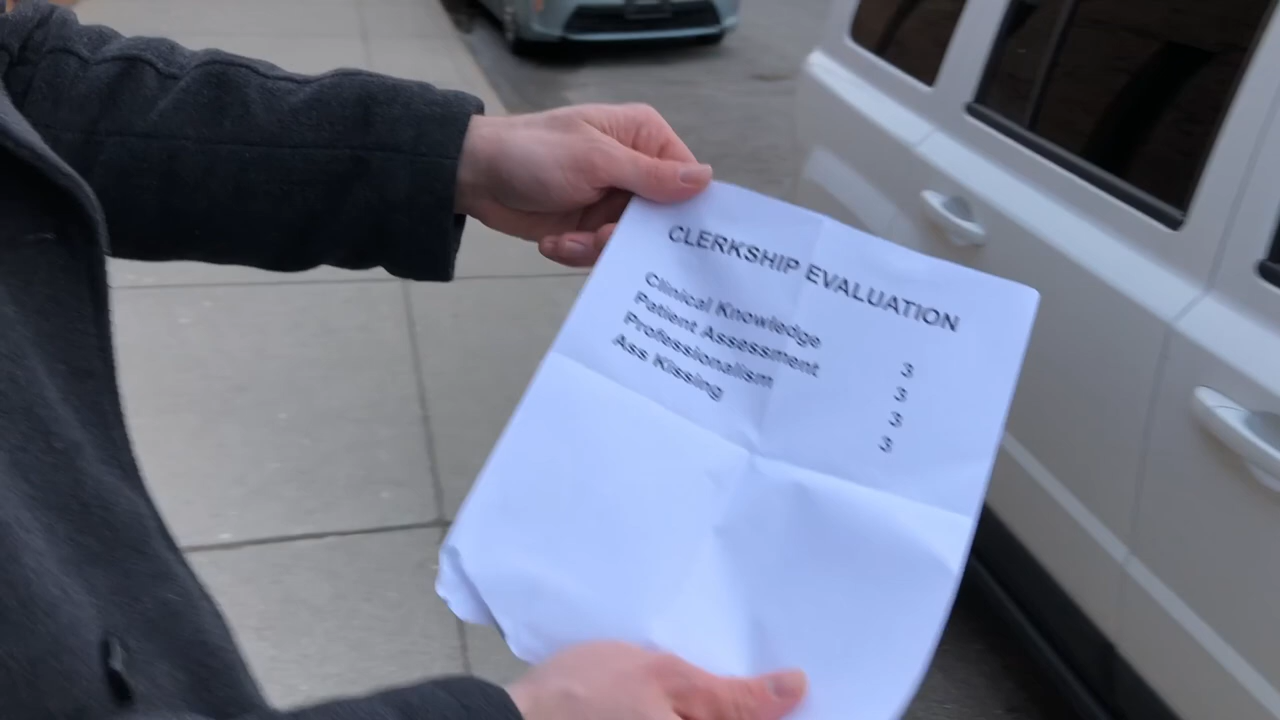 CLERKSHIP EVALUATION
Clinical Knowledge 3
Patient Assessment 3
Professionalism 3
Ass Kissing 3